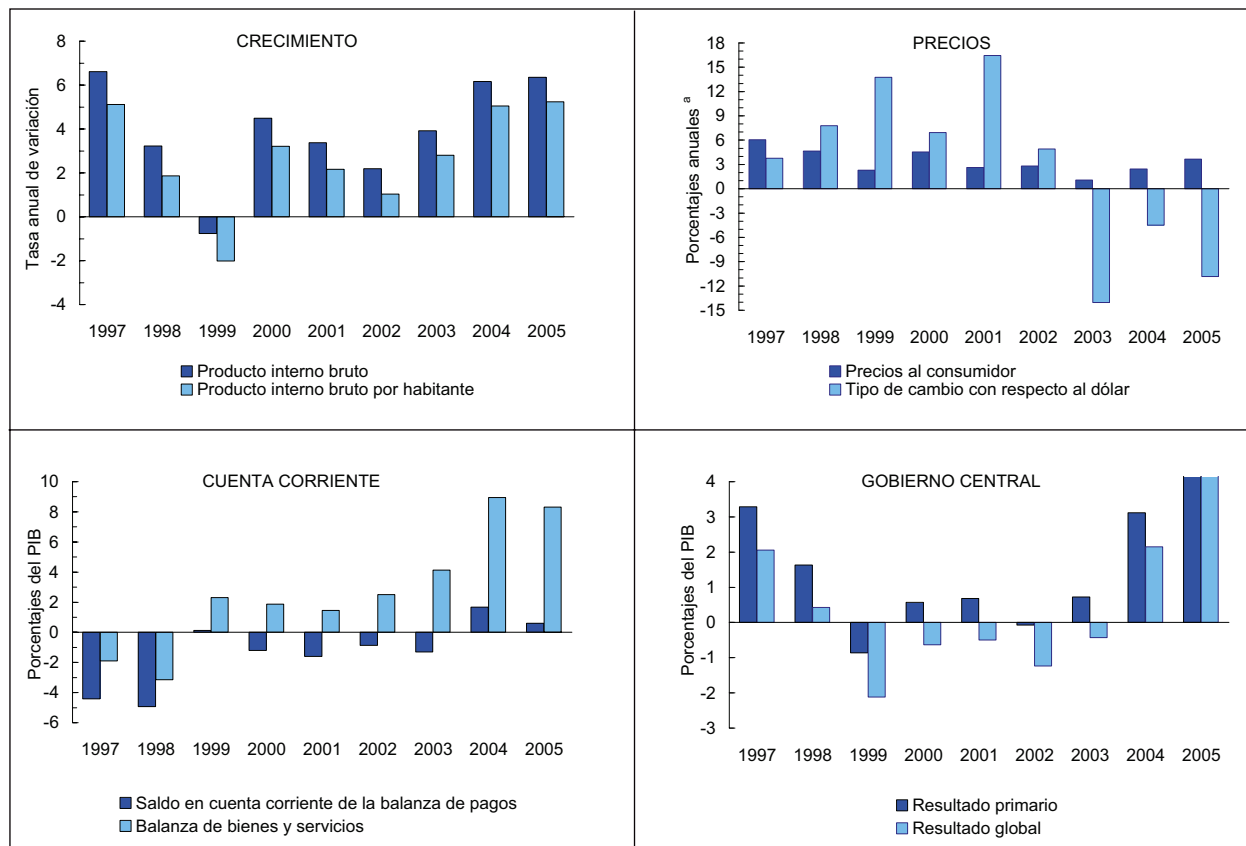 CRECIMIENTO
Tasa anual de variación
8
6
4
2
0
-2
-4
1997 1998 1999 2000 2001 2002 2003 2004 2005
Producto interno bruto
Producto interno bruto por habitante
PRECIOS
Porcentajes anuales a
18
15
12
9
6
3
0
-3
-6
-9
-12
-15
1997 1998 1999 2000 2001 2002 2003 2004 2005
Precios al consumidor
Tipo de cambio con respecto al dólar
CUENTA CORRIENTE
Porcentajes del PIB
10
8
6
4
2
0
-2
-4
-6
1997 1998 1999 2000 2001 2002 2003 2004 2005
Saldo en cuenta corriente de la balanza de pagos
Balanza de bienes y servicios
GOBIERNO CENTRAL
Porcentajes del PIB
4
3
2
1
0
-1
-2
-3
1997 1998 1999 2000 2001 2002 2003 2004 2005
Resultado primario
Resultado global